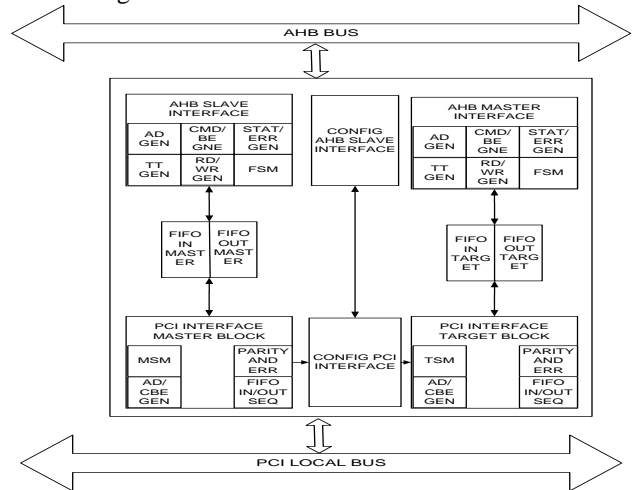 AHB BUS
AHB SLAVE
INTERFACE
AD
GEN
CMD/
BE
GNE
STAT/
ERR
GEN
TT
GEN
RD/
WR
GEN
FSM
CONFIG
AHB SLAVE
INTERFACE
AHB MASTER
INTERFACE
AD
GEN
CMD/
BE
GNE
STAT/
ERR
GEN
TT
GEN
RD/
WR
GEN
FSM
FIFO
IN
MAST
ER
FIFO
OUT
MAST
ER
FIFO
IN
TARG
ET
FIFO
OUT
TARG
ET
PCI INTERFACE
MASTER BLOCK
MSM
PARITY
AND
ERR
AD/
CBE
GEN
FIFO
IN/OUT
SEQ
CONFIG PCI
INTERFACE
PCI INTERFACE
TARGET BLOCK
TSM
PARITY
AND
ERR
AD/
CBE
GEN
FIFO
IN/OUT
SEQ
PCI LOCAL BUS